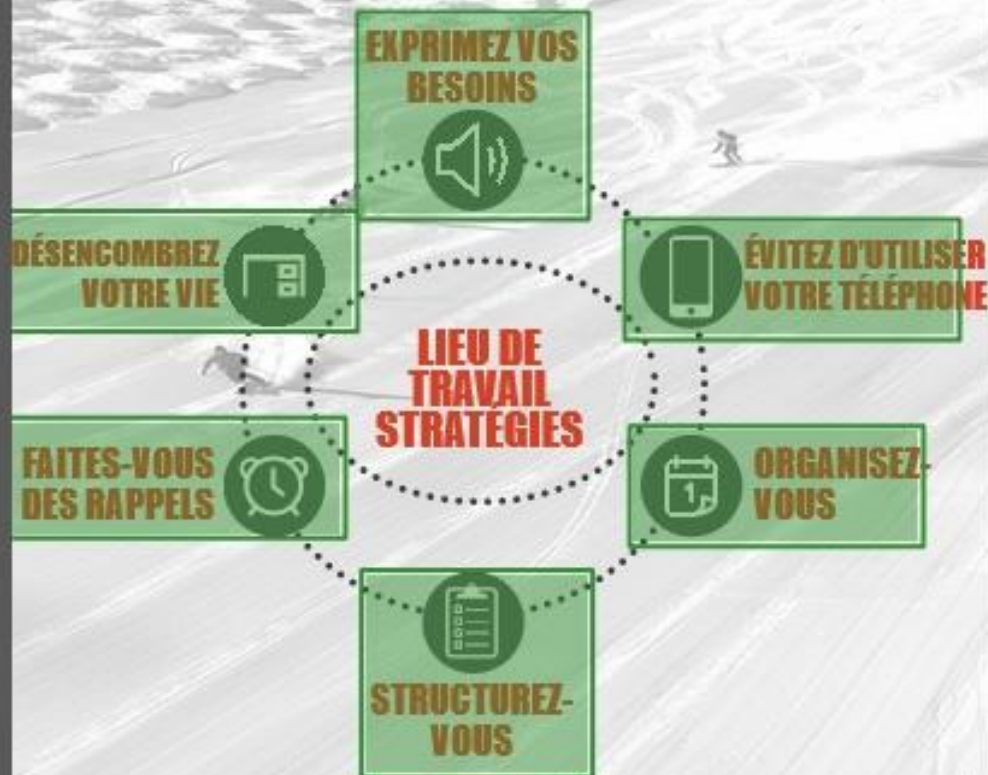 EXPRIMEZ VOS
BESOINS
DÉSENCOMBREZ
VOTRE VIE
ÉVITEZ D'UTILISER
VOTRE TÉLÉPHONE
LIEU DE
TRAVAIL
STRATÉGIES
FAITES-VOUS
DES RAPPELS
1
ORGANISEZ-
VOUS
STRUCTUREZ-
VOUS